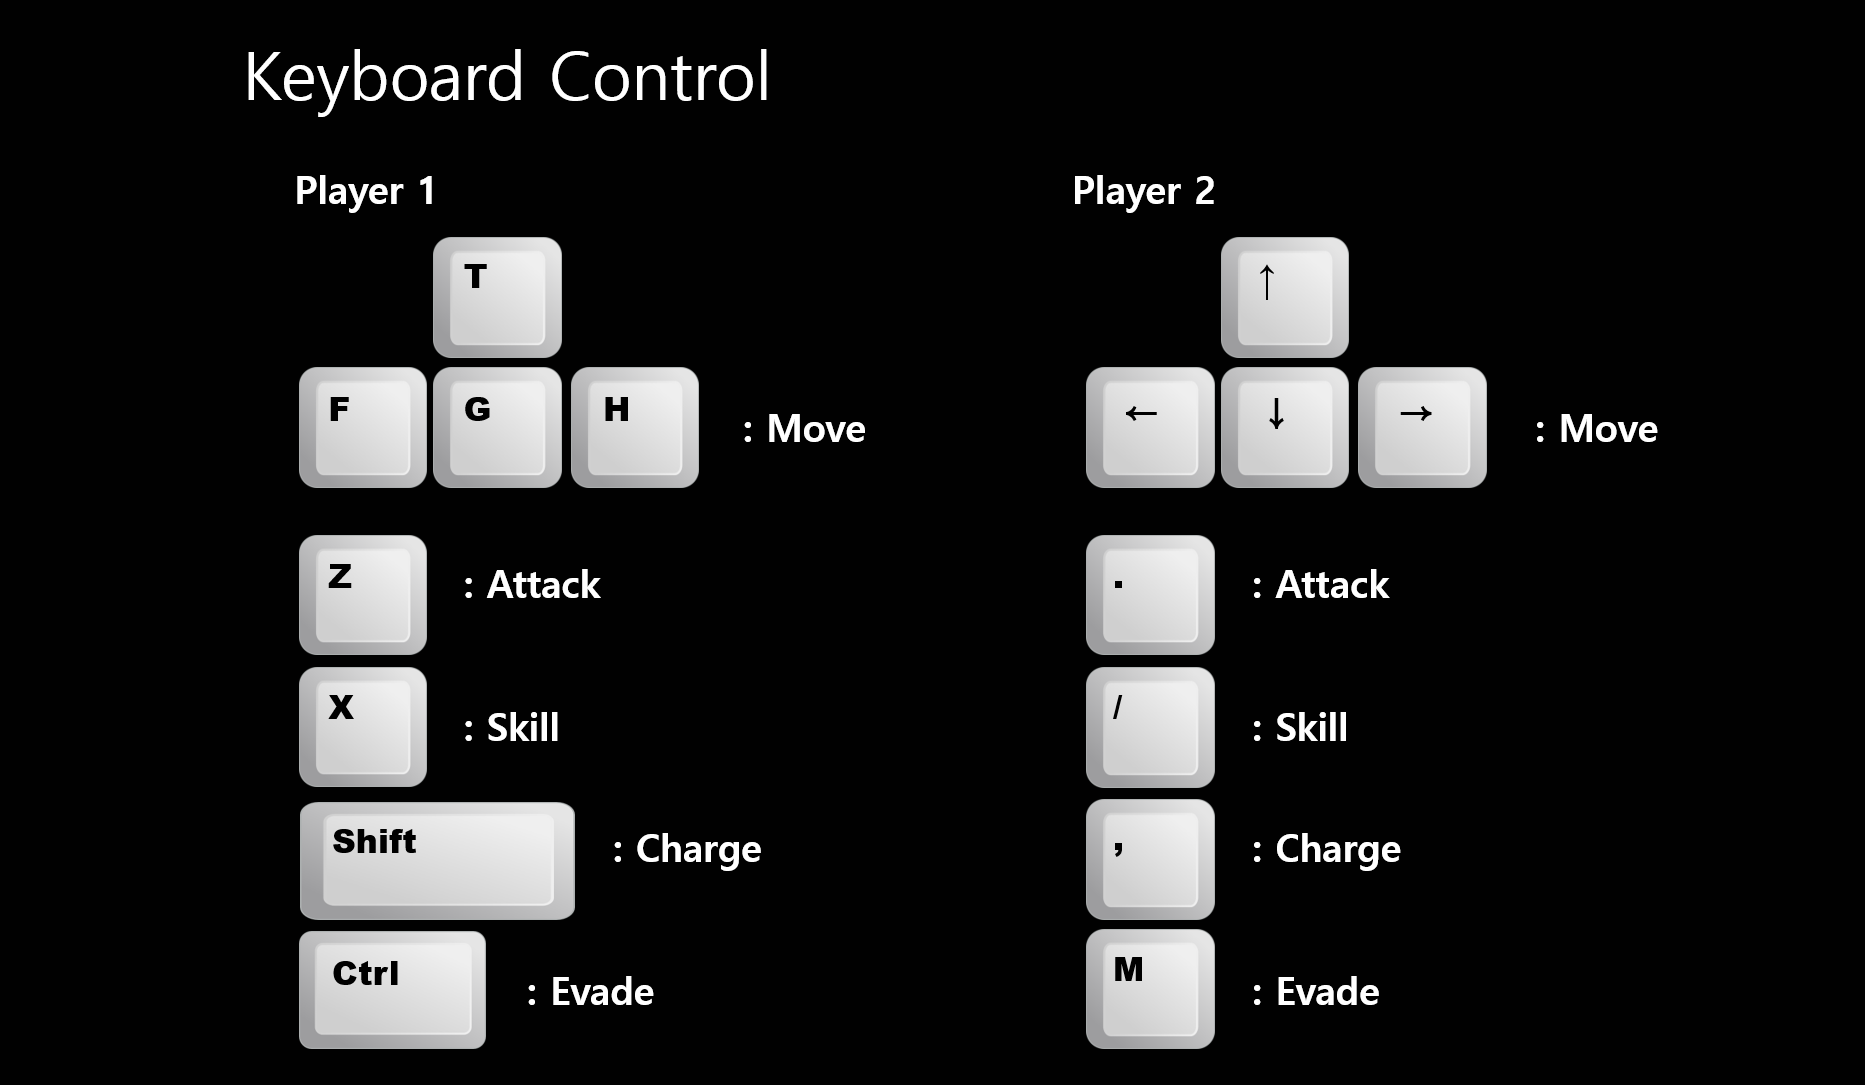 Keyboard Control
Player 1
T
F G H : Move
Z : Attack
X : Skill
Shift : Charge
Ctrl : Evade
Player 2
↑
← ↓ → : Move
. : Attack
/ : Skill
, : Charge
M : Evade